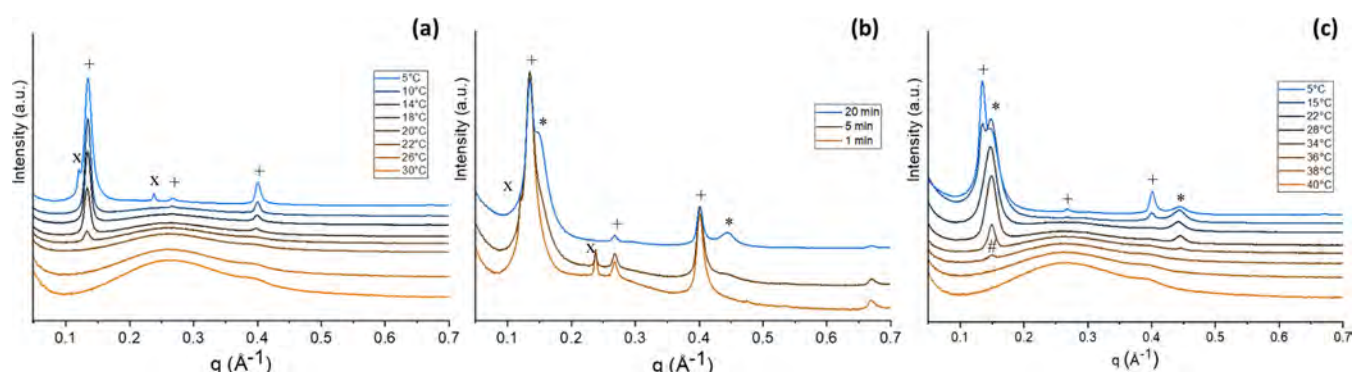 (a)
Intensity (a.u.)
+
x
x
+
+
5°C
10°C
14°C
18°C
20°C
22°C
26°C
30°C
0.1 0.2 0.3 0.4 0.5 0.6 0.7
q (Å-1)
(b)
Intensity (a.u.)
*
x
x
+
+
*
20 min
5 min
1 min
0.1 0.2 0.3 0.4 0.5 0.6 0.7
q (Å-1)
(c)
Intensity (a.u.)
+
*
#
+
+
*
5°C
15°C
22°C
28°C
34°C
36°C
38°C
40°C
0.1 0.2 0.3 0.4 0.5 0.6 0.7
q (Å-1)